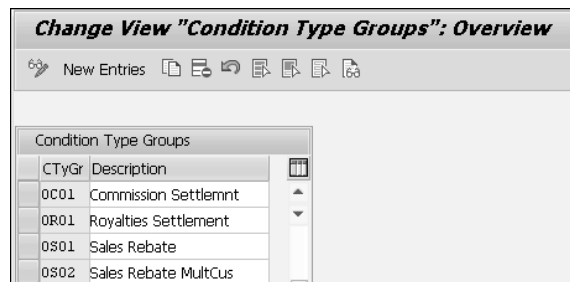 Change View "Condition Type Groups": Overview
New Entries
Condition Type Groups
CTyGr Description
0C01 Commission Settlemnt
0R01 Royalties Settlement
0S01 Sales Rebate
0S02 Sales Rebate MultCus